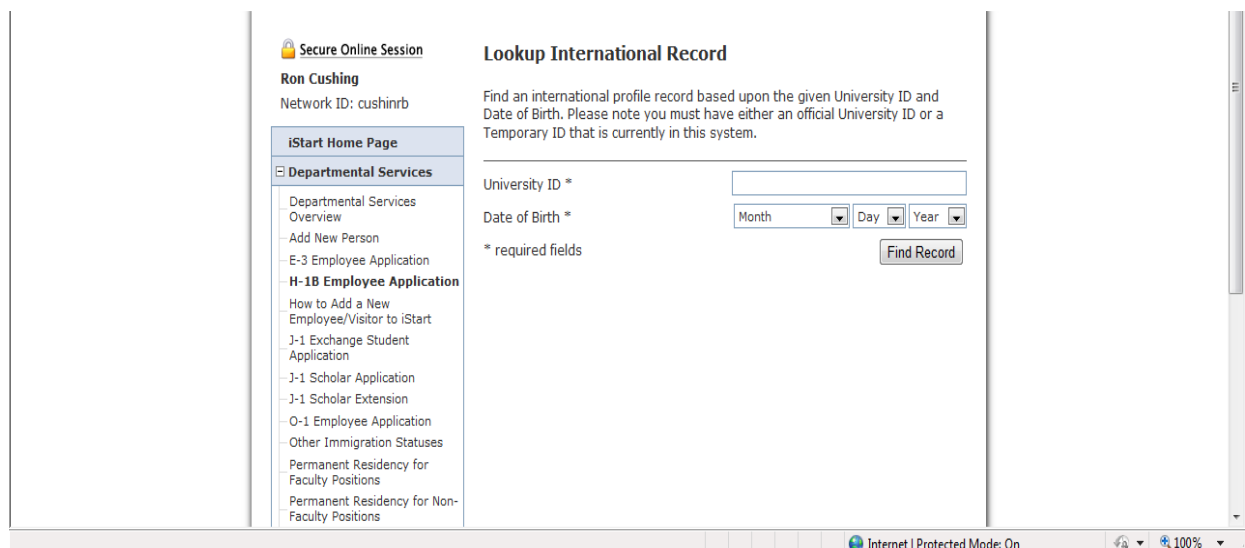 Secure Online Session
Ron Cushing
Network ID: cushinrb
iStart Home Page
Departmental Services
Departmental Services
Overview
Add New Person
E-3 Employee Application
H-1B Employee Application
How to Add a New
Employee/Visitor to iStart
J-1 Exchange Student
Application
J-1 Scholar Application
J-1 Scholar Extension
O-1 Employee Application
Other Immigration Statuses
Permanent Residency for
Faculty Positions
Permanent Residency for Non-
Faculty Positions
Lookup International Record
Find an international profile record based upon the given University ID and
Date of Birth. Please note you must have either an official University ID or a
Temporary ID that is currently in this system.
University ID *
Date of Birth * Month Day Year
* required fields Find Record
Internet | Protected Mode: On 100%